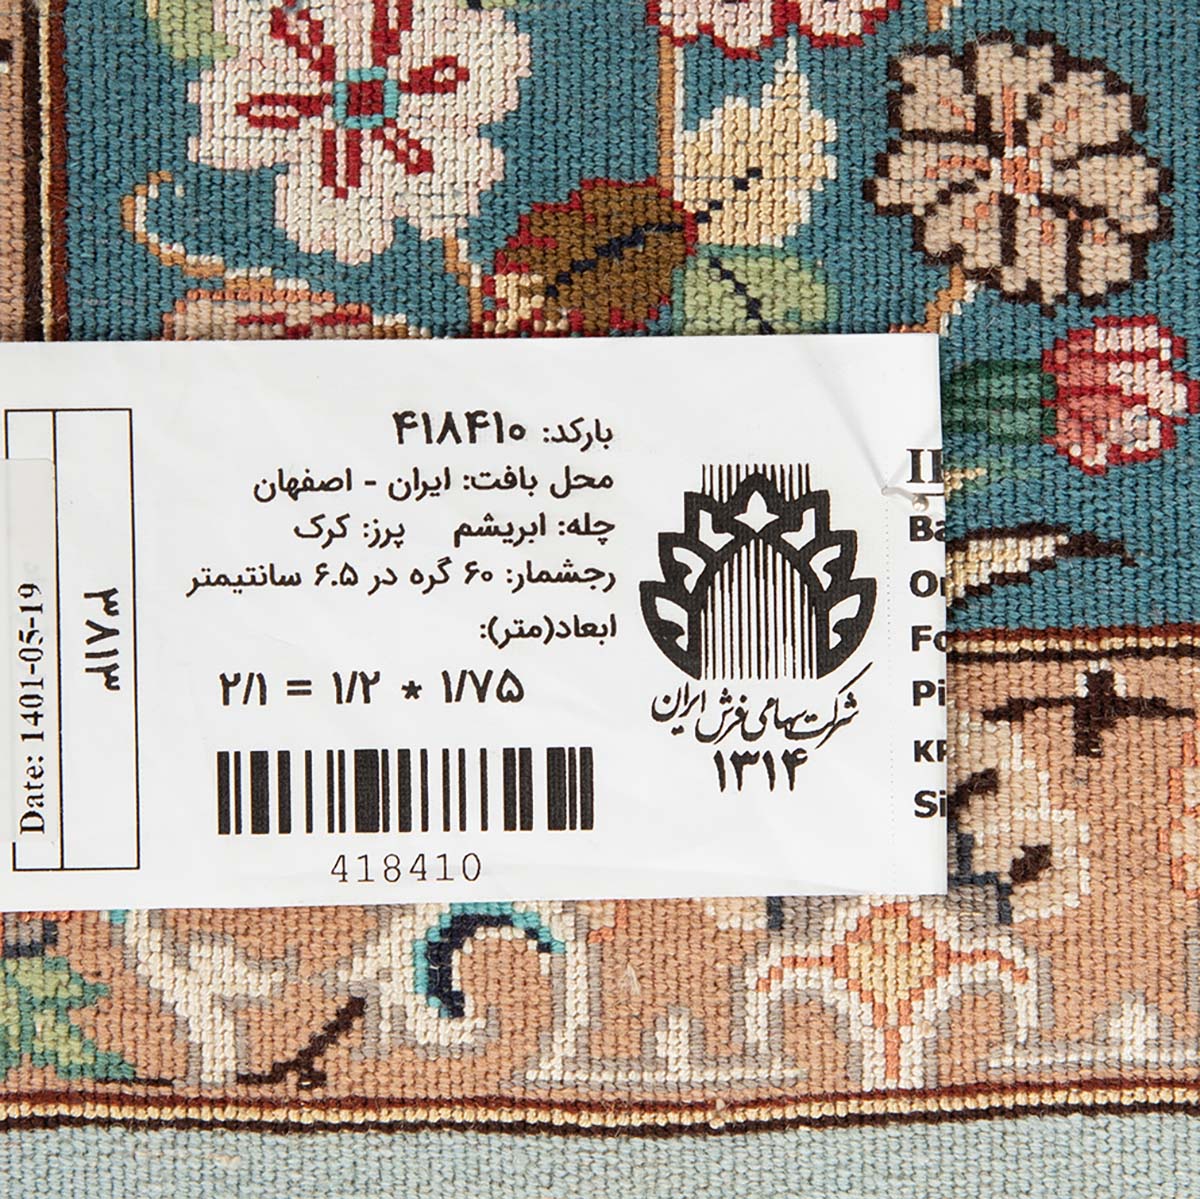 بارکد: ۴۱۸۴۱۰
محل بافت: ایران - اصفهان
چله: ابریشم پرز: کرک
رجشمار: ۶۰ گره در ۶.۵ سانتیمتر
ابعاد(متر):
۱/۷۵ * ۱/۲ = ۲/۱
418410
شرکت سهامی فرش ایران
۱۳۱۴
۳۸۱۳
Date: 1401-05-19
Ba
Fo
Pi
Si